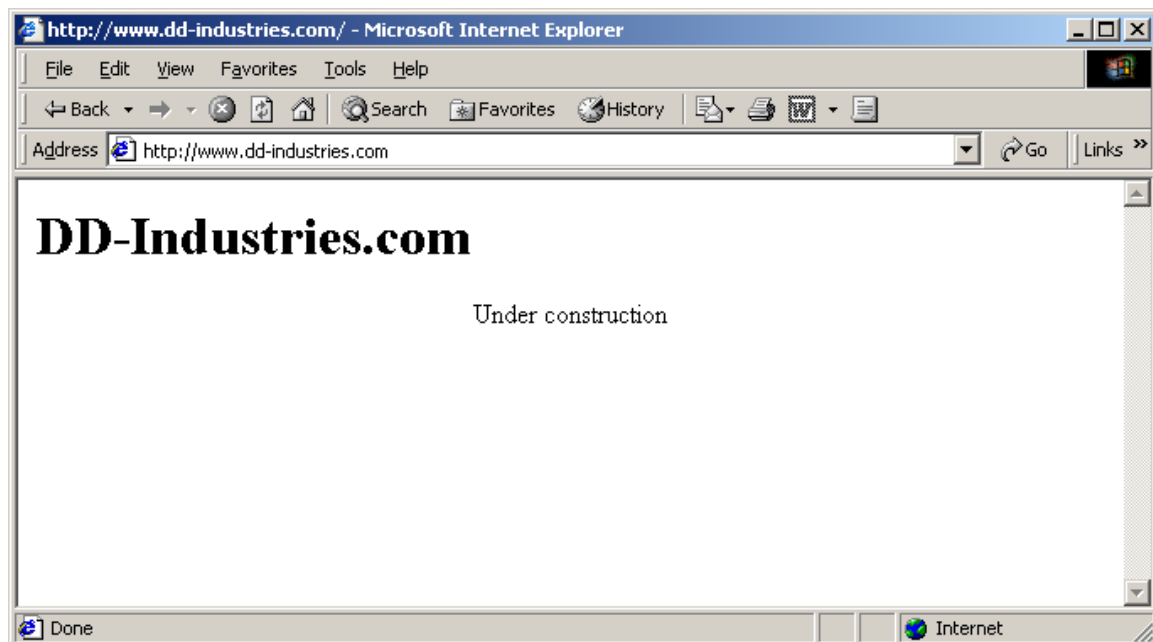 http://www.dd-industries.com/ - Microsoft Internet Explorer
File Edit View Favorites Tools Help
Back Search Favorites History
Address http://www.dd-industries.com Go Links »
DD-Industries.com
Under construction
Done Internet